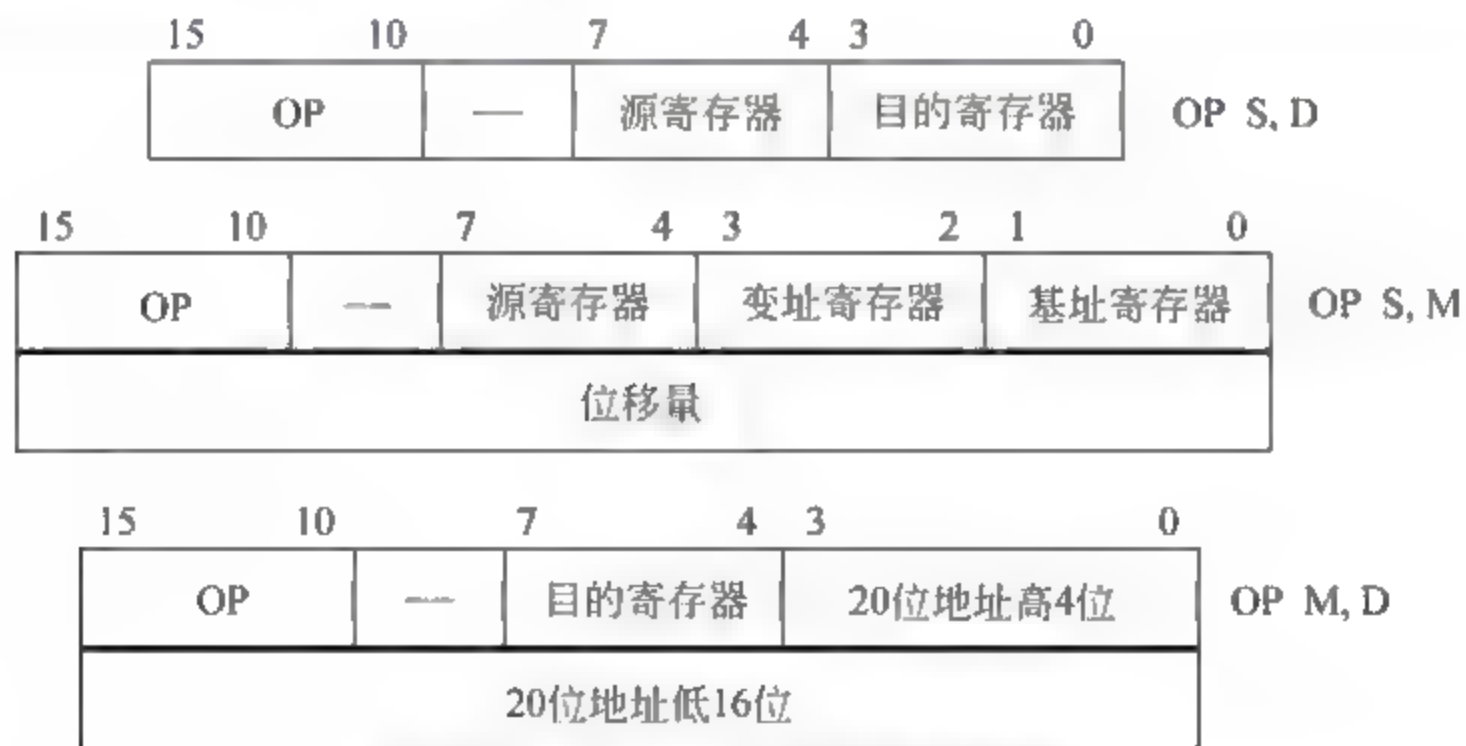 15 10 7 4 3 0
OP — 源寄存器 目的寄存器 OP S, D
15 10 7 4 3 2 1 0
OP — 源寄存器 变址寄存器 基址寄存器 OP S, M
位移量
15 10 7 4 3 0
OP — 目的寄存器 20位地址高4位 OP M, D
20位地址低16位